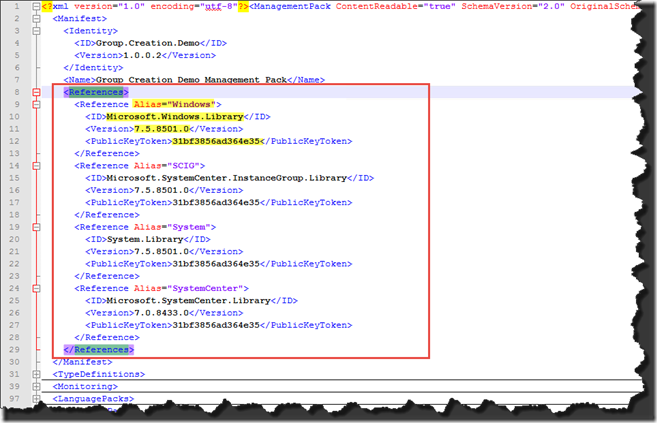 1 <?xml version="1.0" encoding="utf-8"?><ManagementPack ContentReadable="true" SchemaVersion="2.0" OriginalSchem
2 <Manifest>
3 <Identity>
4 <ID>Group.Creation.Demo</ID>
5 <Version>1.0.0.2</Version>
6 </Identity>
7 <Name>Group Creation Demo Management Pack</Name>
8 <References>
9 <Reference Alias="Windows">
10 <ID>Microsoft.Windows.Library</ID>
11 <Version>7.5.8501.0</Version>
12 <PublicKeyToken>31bf3856ad364e35</PublicKeyToken>
13 </Reference>
14 <Reference Alias="SCIG">
15 <ID>Microsoft.SystemCenter.InstanceGroup.Library</ID>
16 <Version>7.5.8501.0</Version>
17 <PublicKeyToken>31bf3856ad364e35</PublicKeyToken>
18 </Reference>
19 <Reference Alias="System">
20 <ID>System.Library</ID>
21 <Version>7.5.8501.0</Version>
22 <PublicKeyToken>31bf3856ad364e35</PublicKeyToken>
23 </Reference>
24 <Reference Alias="SystemCenter">
25 <ID>Microsoft.SystemCenter.Library</ID>
26 <Version>7.0.8433.0</Version>
27 <PublicKeyToken>31bf3856ad364e35</PublicKeyToken>
28 </Reference>
29 </References>
30 </Manifest>
31 <TypeDefinitions>
39 <Monitoring>
97 <LanguagePacks>